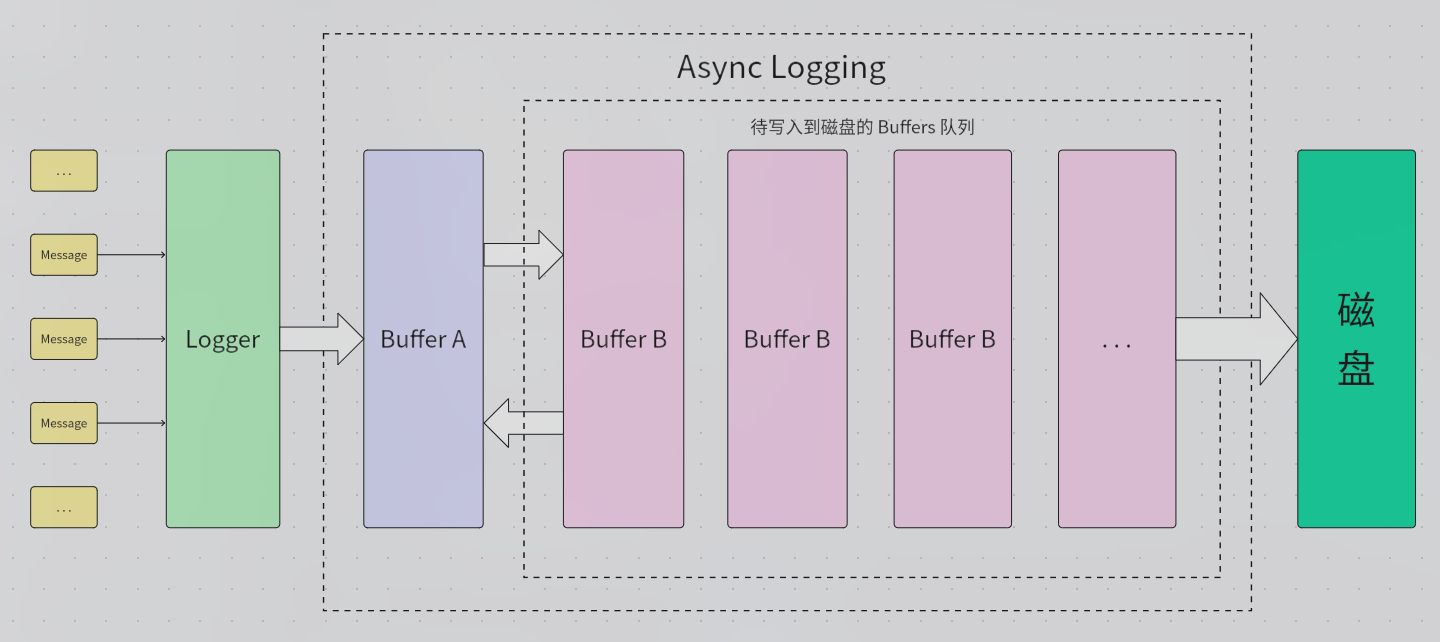 Async Logging
待写入到磁盘的 Buffers 队列
...
Message
Message
Message
...
Logger
Buffer A
Buffer B
Buffer B
Buffer B
...
磁
盘